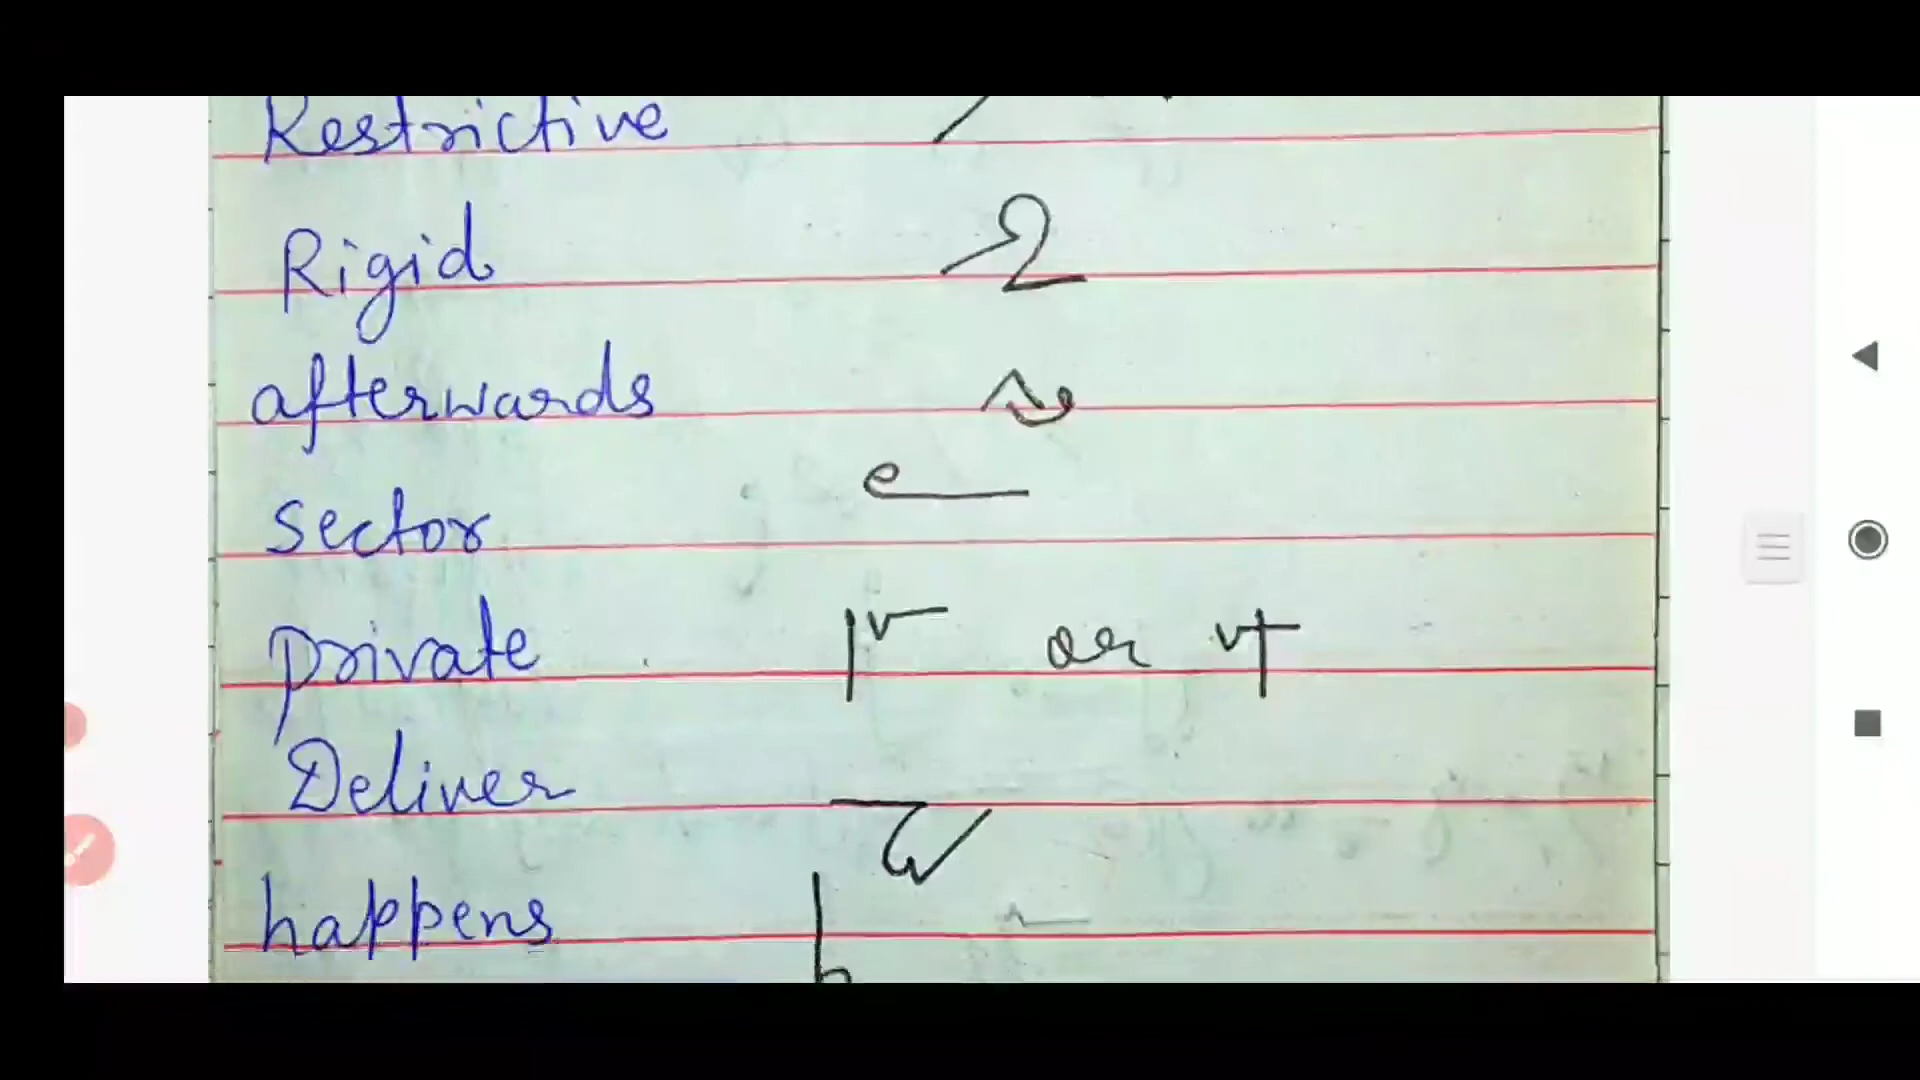 Restrictive
Rigid
afterwards
Sector
private or
Deliver
happens